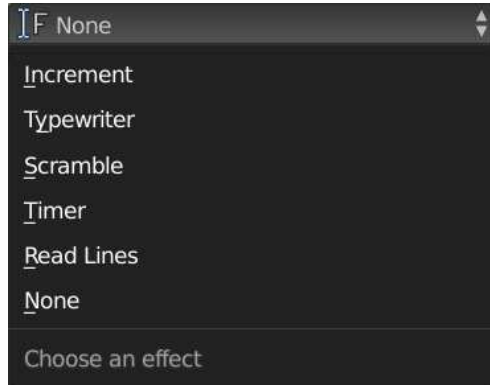 F None
Increment
Typewriter
Scramble
Timer
Read Lines
None
Choose an effect